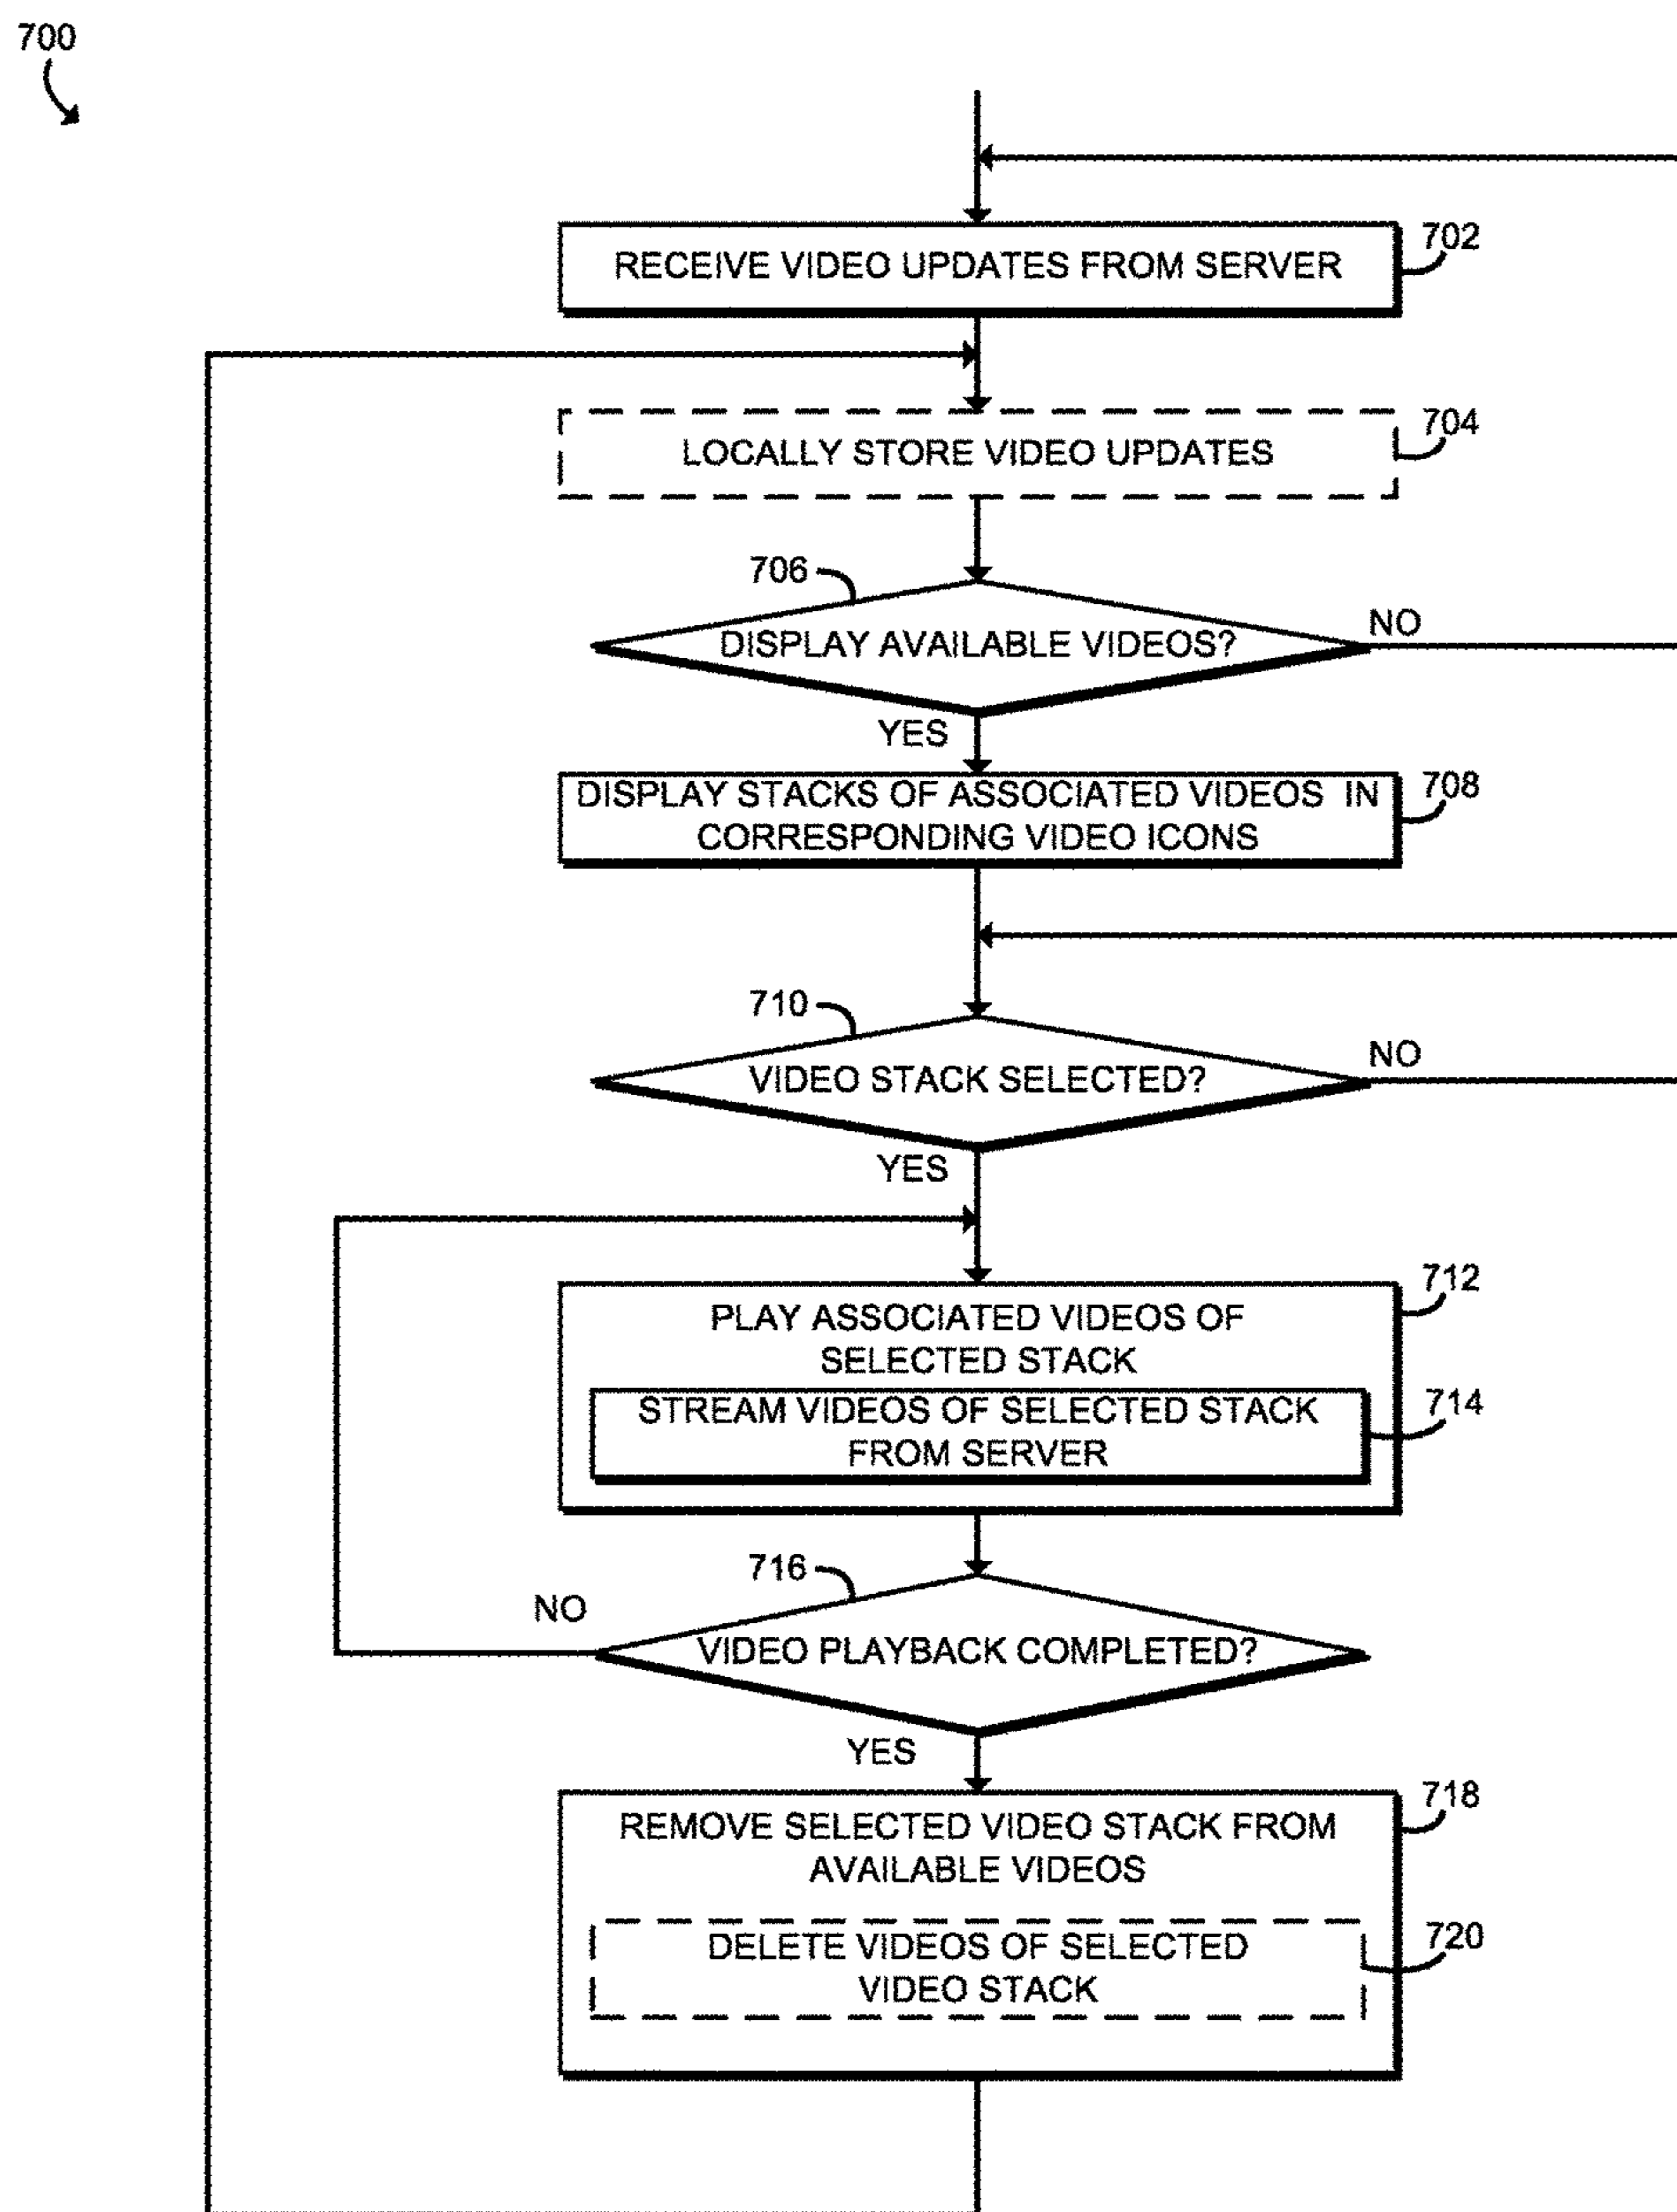 700
RECEIVE VIDEO UPDATES FROM SERVER
702
LOCALLY STORE VIDEO UPDATES
704
706
DISPLAY AVAILABLE VIDEOS?
NO
YES
DISPLAY STACKS OF ASSOCIATED VIDEOS IN
CORRESPONDING VIDEO ICONS
708
710
VIDEO STACK SELECTED?
NO
YES
712
PLAY ASSOCIATED VIDEOS OF
SELECTED STACK
STREAM VIDEOS OF SELECTED STACK
FROM SERVER
714
716
NO
VIDEO PLAYBACK COMPLETED?
YES
718
REMOVE SELECTED VIDEO STACK FROM
AVAILABLE VIDEOS
DELETE VIDEOS OF SELECTED
VIDEO STACK
720